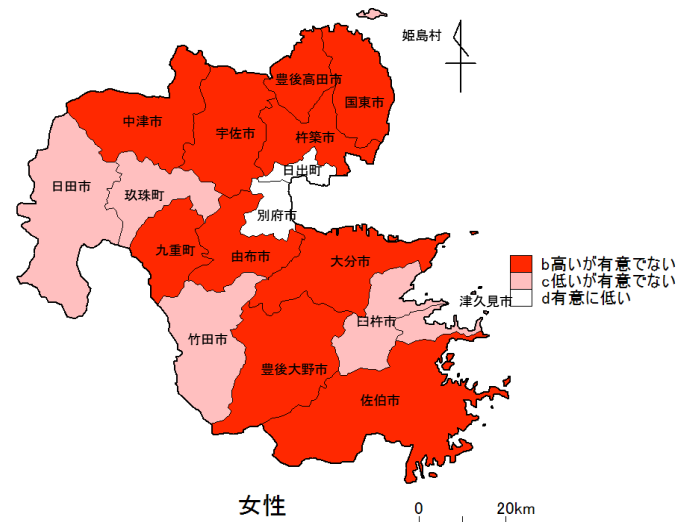 姫島村
豊後高田市
国東市
中津市
宇佐市
杵築市
日出町
日田市
玖珠町
別府市
九重町
由布市
大分市
b高いが有意でない
c低いが有意でない
d有意に低い
津久見市
臼杵市
竹田市
豊後大野市
佐伯市
女性
0 20km